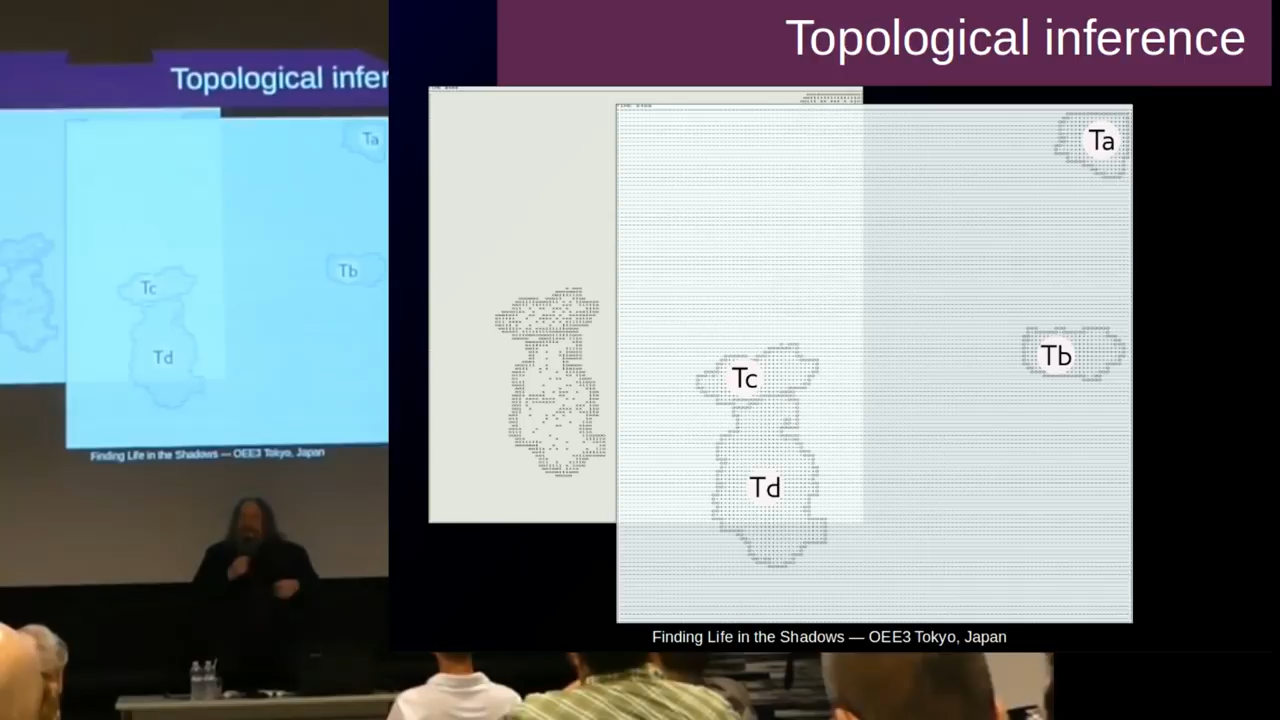 Topological infer
Ta
Tb
Tc
Td
Finding Life in the Shadows — OEE3 Tokyo, Japan
Topological inference
Ta
Tb
Tc
Td
Finding Life in the Shadows — OEE3 Tokyo, Japan